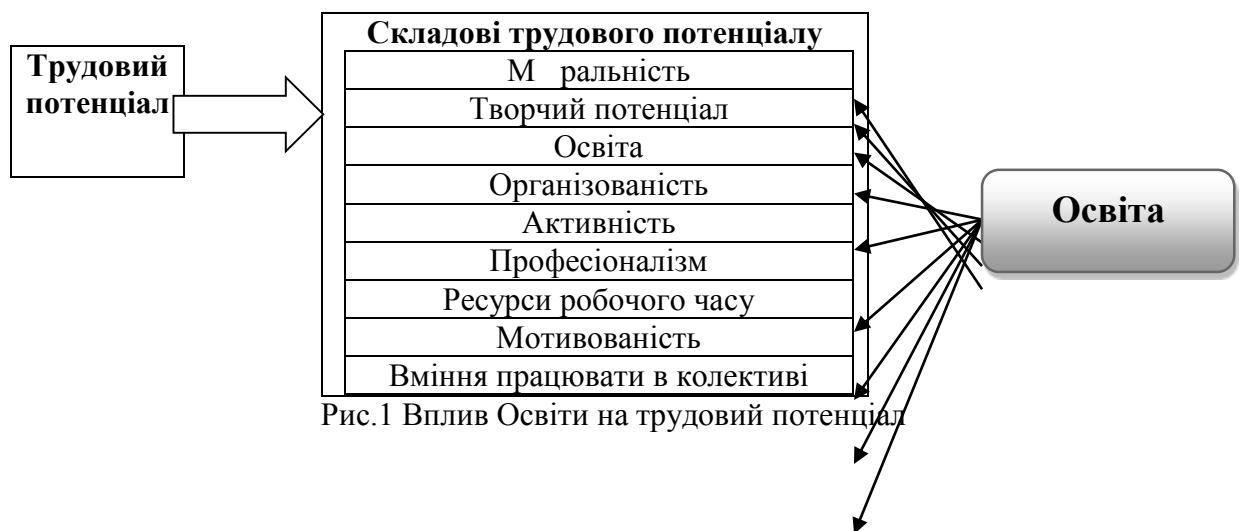 Трудовий
потенціал
Складові трудового потенціалу
М ральність
Творчий потенціал
Освіта
Організованість
Активність
Професіоналізм
Ресурси робочого часу
Мотивованість
Вміння працювати в колективі
Освіта
Рис.1 Вплив Освіти на трудовий потенціал